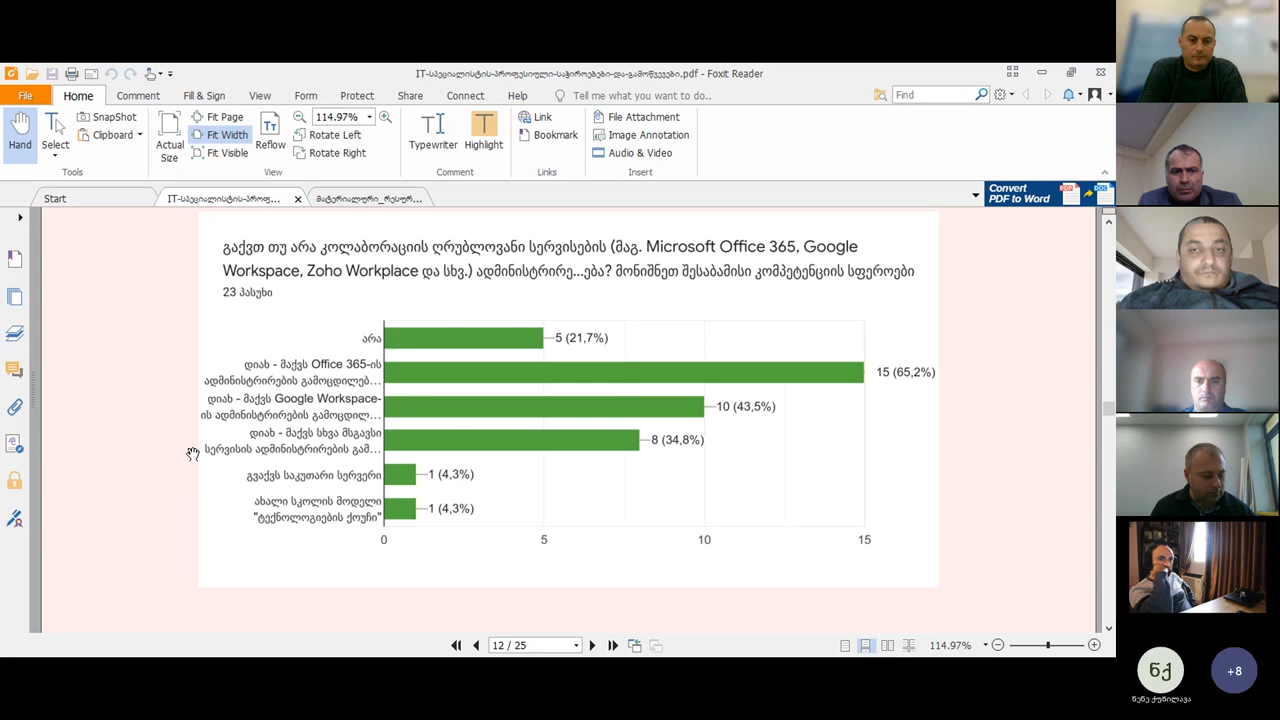 IT-სპეციალისტის-პროფესიული-საჭიროებები-და-გამოწვევები.pdf - Foxit Reader
File Home Comment Fill & Sign View Form Protect Share Connect Help Tell me what you want to do.. Find
Hand
Select
SnapShot
Clipboard
Tools
Actual Size
Fit Page
Fit Width
Fit Visible
Reflow
114.97%
Rotate Left
Rotate Right
View
Typewriter
Highlight
Comment
Link
Bookmark
Links
File Attachment
Image Annotation
Audio & Video
Insert
Start
IT-სპეციალისტის-პროფ...
მატერიალური_რესურ...
Convert
PDF to Word
გაქვთ თუ არა კოლაბორაციის ღრუბლოვანი სერვისების (მაგ. Microsoft Office 365, Google
Workspace, Zoho Workplace და სხვ.) ადმინისტრირე...ება? მონიშნეთ შესაბამისი კომპეტენციის სფეროები
23 პასუხი
არა
5 (21,7%)
დიახ - მაქვს Office 365-ის
ადმინისტრირების გამოცდილებ…
15 (65,2%)
დიახ - მაქვს Google Workspace-
ის ადმინისტრირების გამოცდილ…
10 (43,5%)
დიახ - მაქვს სხვა მსგავსი
სერვისის ადმინისტრირების გამ…
8 (34,8%)
გვაქვს საკუთარი სერვერი
1 (4,3%)
ახალი სკოლის მოდელი
"ტექნოლოგიების ქოუჩი"
1 (4,3%)
0 5 10 15
12 / 25
114.97%
ნქ
+8
ნენე ქუნილავა